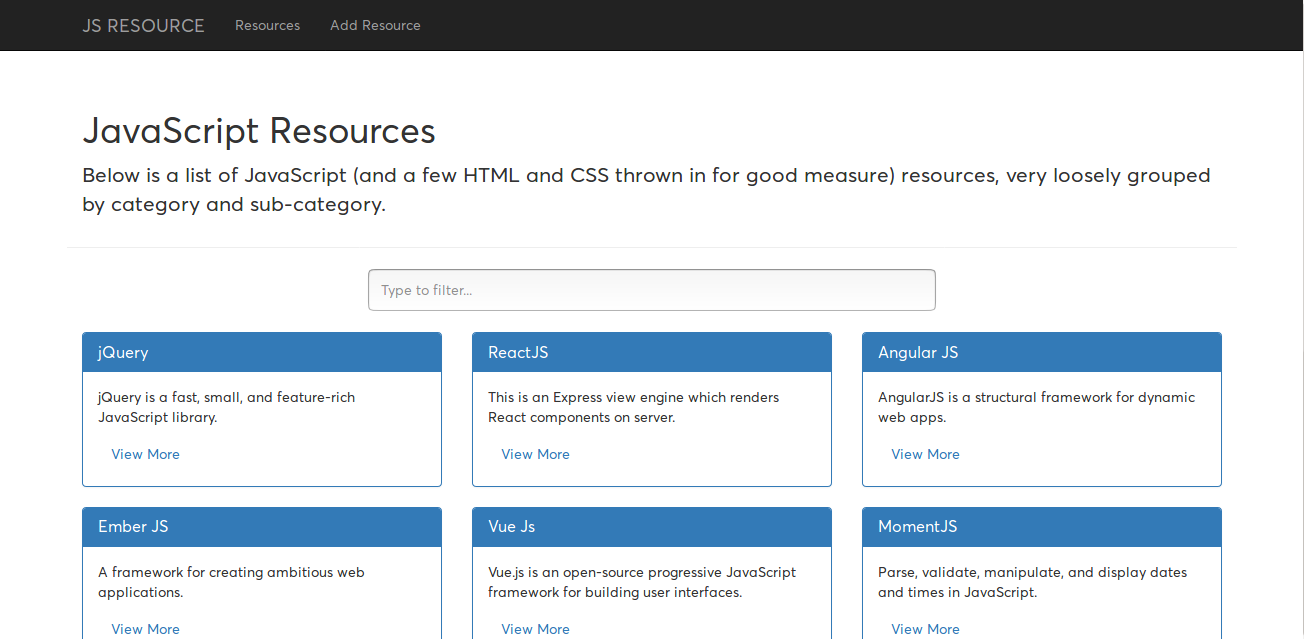 JS RESOURCE Resources Add Resource
JavaScript Resources
Below is a list of JavaScript (and a few HTML and CSS thrown in for good measure) resources, very loosely grouped
by category and sub-category.
Type to filter...
jQuery
jQuery is a fast, small, and feature-rich
JavaScript library.
View More
ReactJS
This is an Express view engine which renders
React components on server.
View More
Angular JS
AngularJS is a structural framework for dynamic
web apps.
View More
Ember JS
A framework for creating ambitious web
applications.
View More
Vue Js
Vue.js is an open-source progressive JavaScript
framework for building user interfaces.
View More
MomentJS
Parse, validate, manipulate, and display dates
and times in JavaScript.
View More